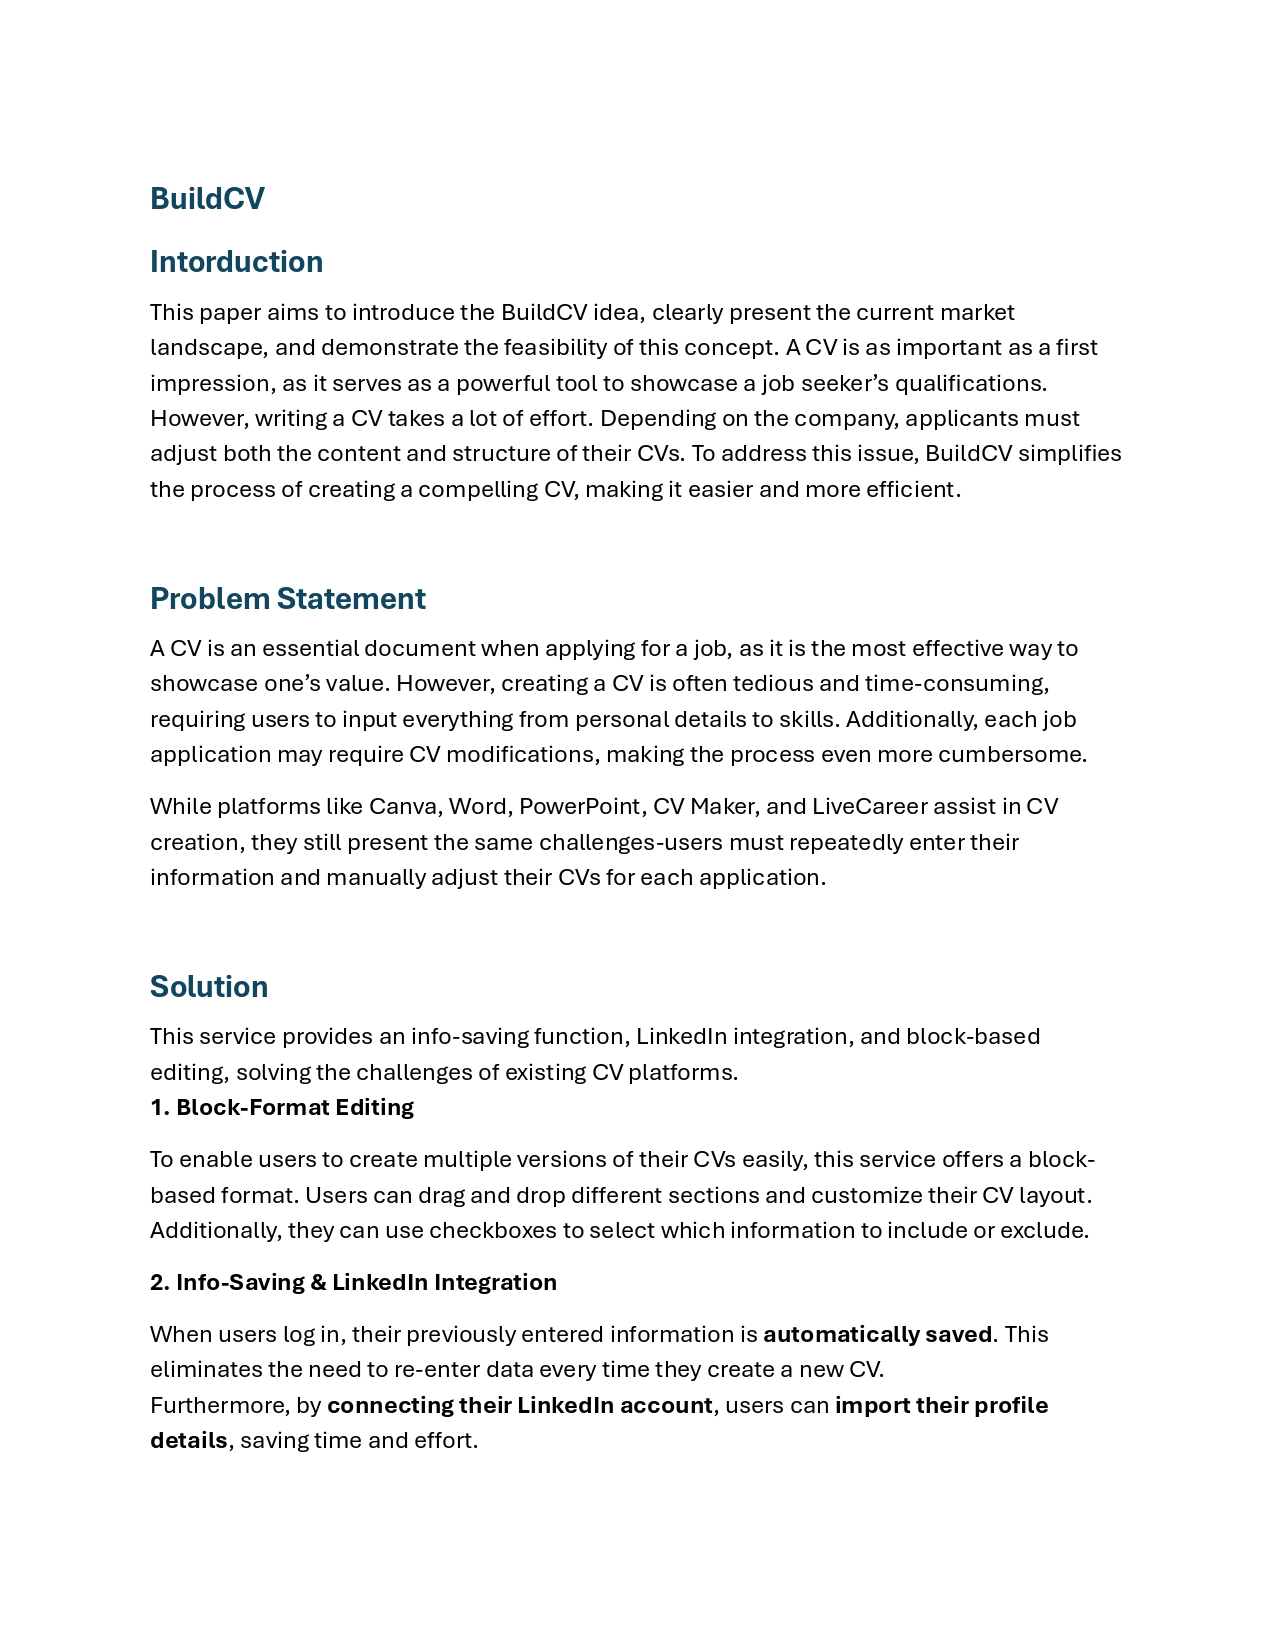 BuildCV
Intorduction
This paper aims to introduce the BuildCV idea, clearly present the current market
landscape, and demonstrate the feasibility of this concept. A CV is as important as a first
impression, as it serves as a powerful tool to showcase a job seeker’s qualifications.
However, writing a CV takes a lot of effort. Depending on the company, applicants must
adjust both the content and structure of their CVs. To address this issue, BuildCV simplifies
the process of creating a compelling CV, making it easier and more efficient.
Problem Statement
A CV is an essential document when applying for a job, as it is the most effective way to
showcase one’s value. However, creating a CV is often tedious and time-consuming,
requiring users to input everything from personal details to skills. Additionally, each job
application may require CV modifications, making the process even more cumbersome.
While platforms like Canva, Word, PowerPoint, CV Maker, and LiveCareer assist in CV
creation, they still present the same challenges-users must repeatedly enter their
information and manually adjust their CVs for each application.
Solution
This service provides an info-saving function, LinkedIn integration, and block-based
editing, solving the challenges of existing CV platforms.
1. Block-Format Editing
To enable users to create multiple versions of their CVs easily, this service offers a block-
based format. Users can drag and drop different sections and customize their CV layout.
Additionally, they can use checkboxes to select which information to include or exclude.
2. Info-Saving & LinkedIn Integration
When users log in, their previously entered information is automatically saved. This
eliminates the need to re-enter data every time they create a new CV.
Furthermore, by connecting their LinkedIn account, users can import their profile
details, saving time and effort.